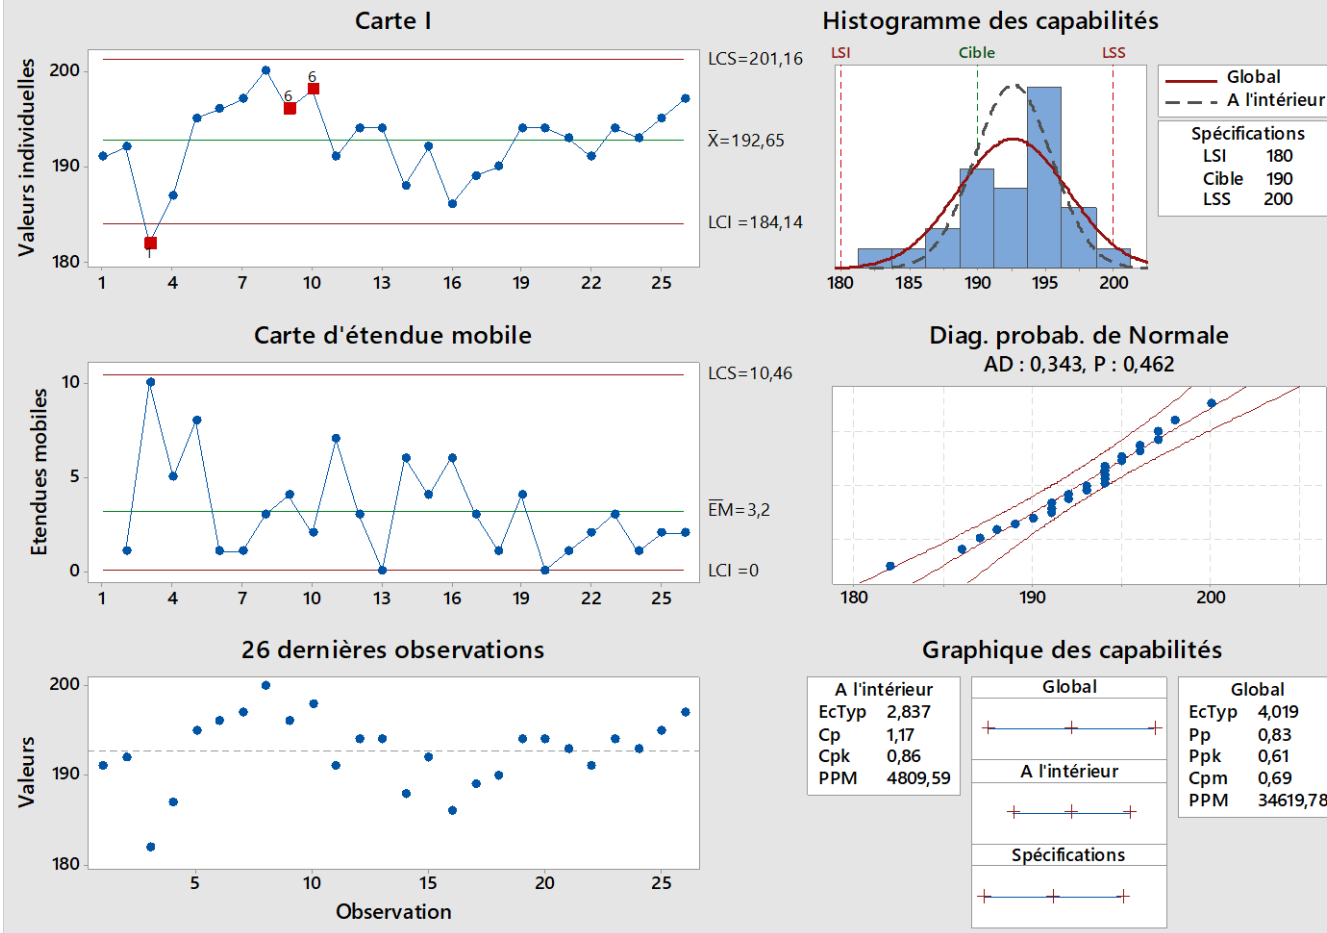 Carte I
Valeurs individuelles
200
190
180
1
6
6
LCS=201,16
X̄=192,65
LCI =184,14
1 4 7 10 13 16 19 22 25
Histogramme des capabilités
LSI Cible LSS
180 185 190 195 200
Global
A l'intérieur
Spécifications
LSI 180
Cible 190
LSS 200
Carte d'étendue mobile
Etendues mobiles
10
5
0
LCS=10,46
E̅M̅=3,2
LCI =0
1 4 7 10 13 16 19 22 25
Diag. probab. de Normale
AD : 0,343, P : 0,462
180 190 200
26 dernières observations
Valeurs
200
190
180
5 10 15 20 25
Observation
Graphique des capabilités
A l'intérieur
EcTyp 2,837
Cp 1,17
Cpk 0,86
PPM 4809,59
Global
A l'intérieur
Spécifications
Global
EcTyp 4,019
Pp 0,83
Ppk 0,61
Cpm 0,69
PPM 34619,78